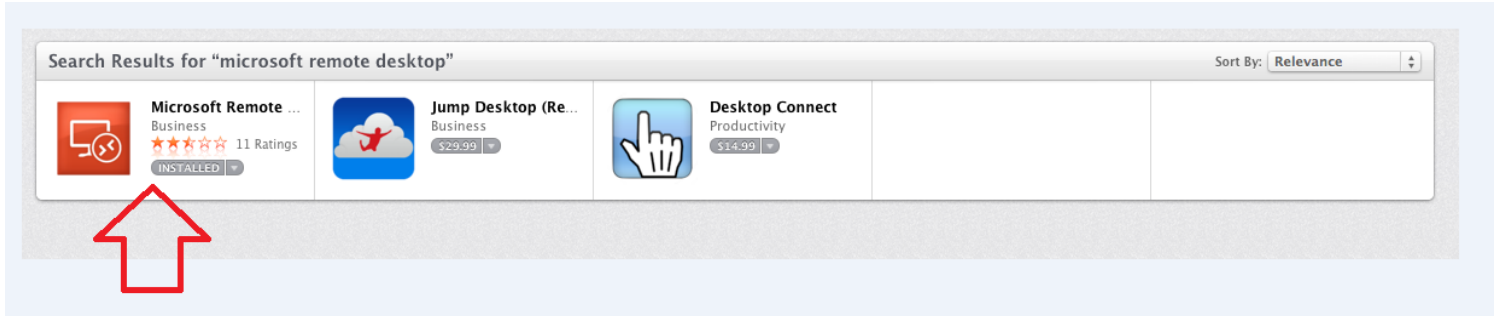 Search Results for “microsoft remote desktop”
Sort By: Relevance
Microsoft Remote ...
Business
11 Ratings
INSTALLED
Jump Desktop (Re...
Business
$29.99
Desktop Connect
Productivity
$14.99